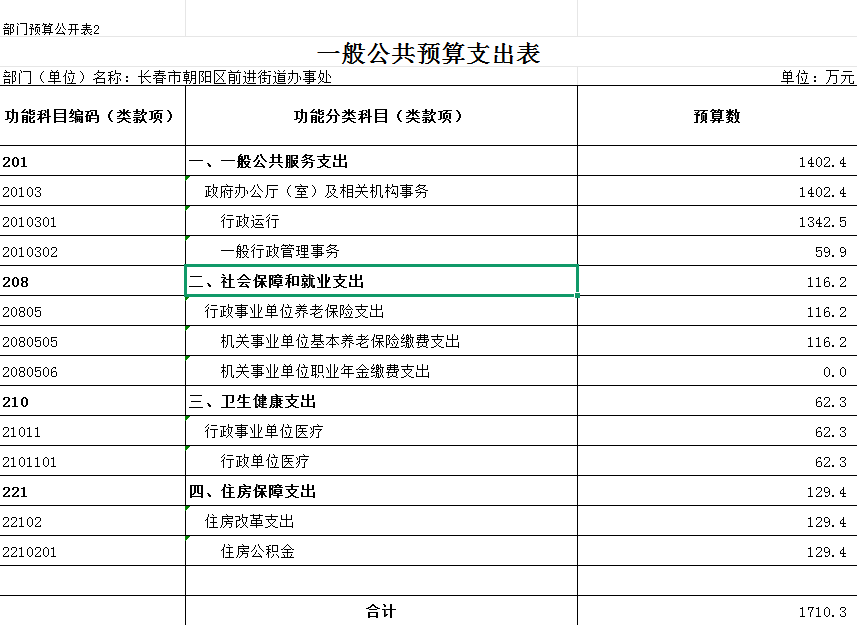 部门预算公开表2
一般公共预算支出表
部门（单位）名称：长春市朝阳区前进街道办事处 单位：万元
功能科目编码（类款项） 功能分类科目（类款项） 预算数
201 一、一般公共服务支出 1402.4
20103 政府办公厅（室）及相关机构事务 1402.4
2010301 行政运行 1342.5
2010302 一般行政管理事务 59.9
208 二、社会保障和就业支出 116.2
20805 行政事业单位养老保险支出 116.2
2080505 机关事业单位基本养老保险缴费支出 116.2
2080506 机关事业单位职业年金缴费支出 0.0
210 三、卫生健康支出 62.3
21011 行政事业单位医疗 62.3
2101101 行政单位医疗 62.3
221 四、住房保障支出 129.4
22102 住房改革支出 129.4
2210201 住房公积金 129.4
合计 1710.3